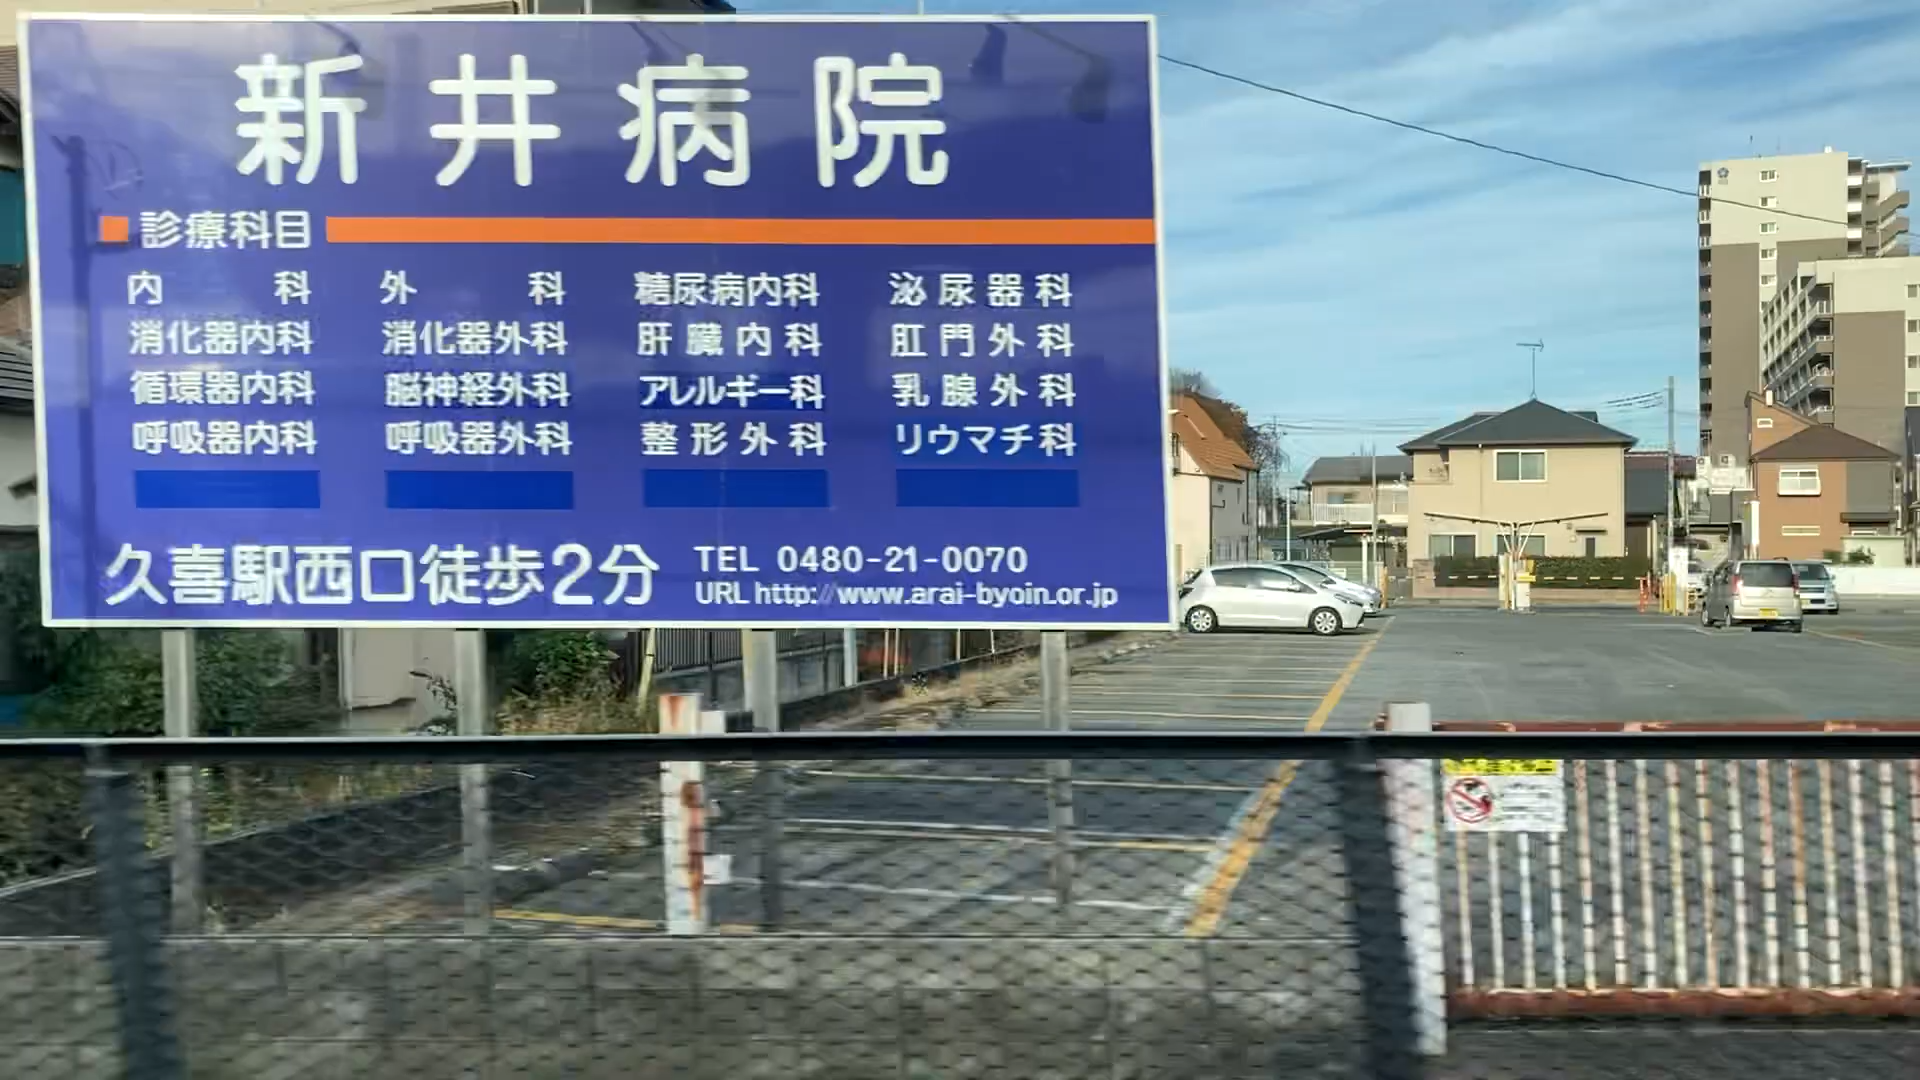 新井病院
診療科目
内科 外科 糖尿病内科 泌尿器科
消化器内科 消化器外科 肝臓内科 肛門外科
循環器内科 脳神経外科 アレルギー科 乳腺外科
呼吸器内科 呼吸器外科 整形外科 リウマチ科
久喜駅西口徒歩2分
TEL 0480-21-0070
URL http://www.arai-byoin.or.jp